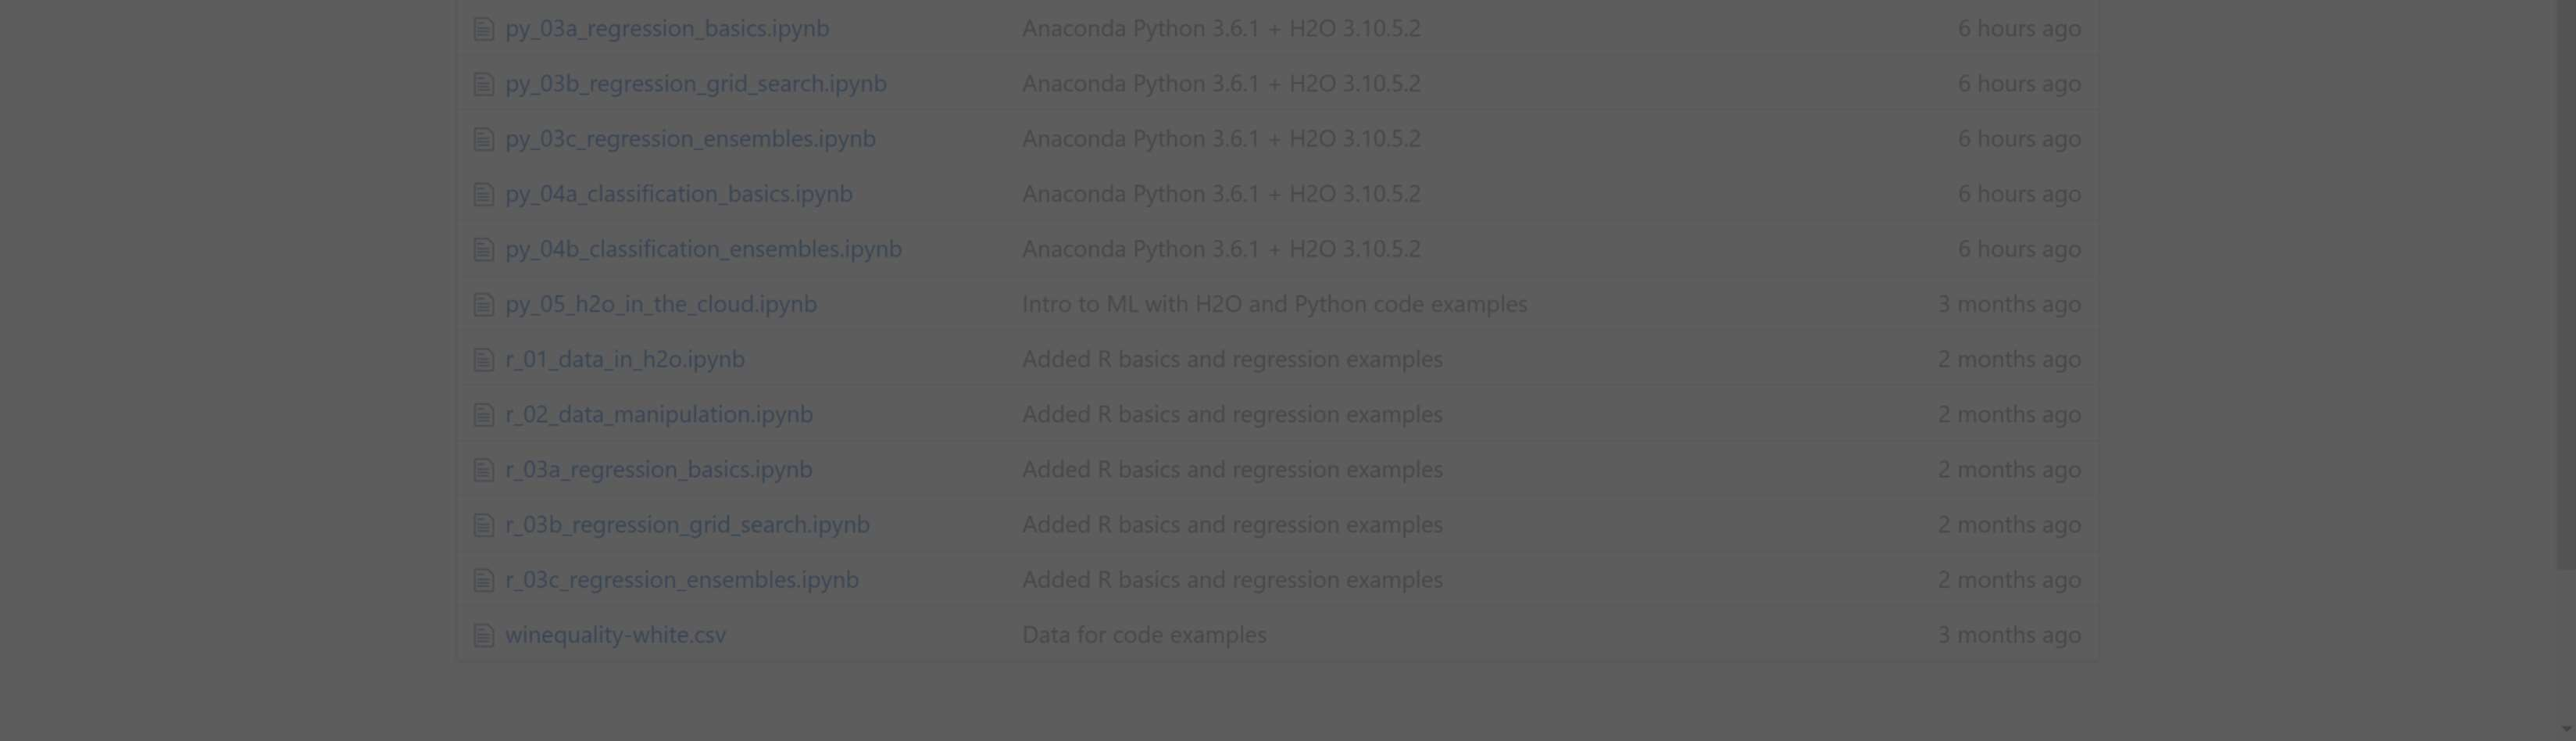 py_03a_regression_basics.ipynb Anaconda Python 3.6.1 + H2O 3.10.5.2 6 hours ago
py_03b_regression_grid_search.ipynb Anaconda Python 3.6.1 + H2O 3.10.5.2 6 hours ago
py_03c_regression_ensembles.ipynb Anaconda Python 3.6.1 + H2O 3.10.5.2 6 hours ago
py_04a_classification_basics.ipynb Anaconda Python 3.6.1 + H2O 3.10.5.2 6 hours ago
py_04b_classification_ensembles.ipynb Anaconda Python 3.6.1 + H2O 3.10.5.2 6 hours ago
py_05_h2o_in_the_cloud.ipynb Intro to ML with H2O and Python code examples 3 months ago
r_01_data_in_h2o.ipynb Added R basics and regression examples 2 months ago
r_02_data_manipulation.ipynb Added R basics and regression examples 2 months ago
r_03a_regression_basics.ipynb Added R basics and regression examples 2 months ago
r_03b_regression_grid_search.ipynb Added R basics and regression examples 2 months ago
r_03c_regression_ensembles.ipynb Added R basics and regression examples 2 months ago
winequality-white.csv Data for code examples 3 months ago